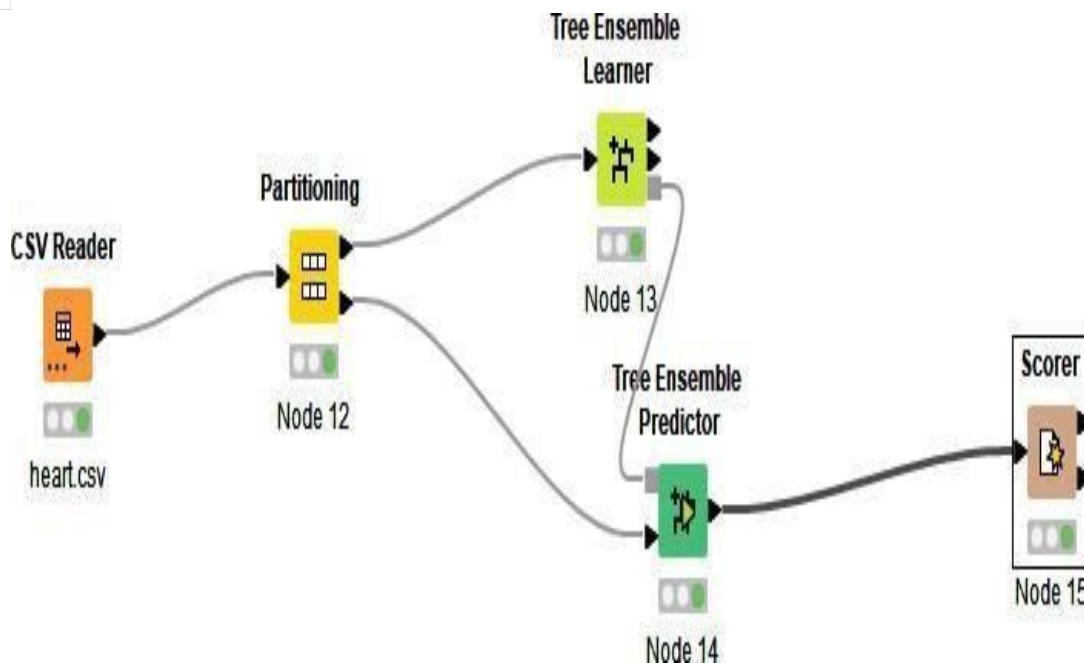 Tree Ensemble
Learner
Partitioning
CSV Reader
Node 13
Tree Ensemble
Predictor
Scorer
Node 12
heart.csv
Node 15
Node 14